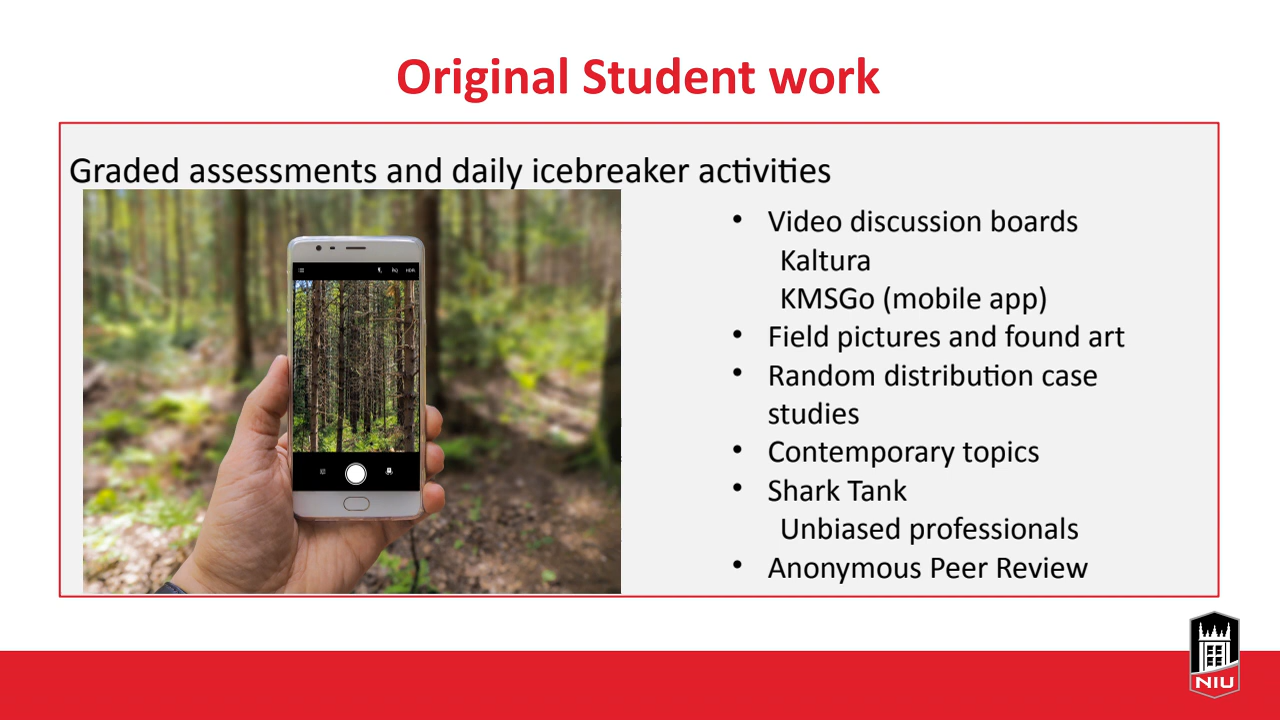 Original Student work
Graded assessments and daily icebreaker activities
• Video discussion boards
Kaltura
KMSGo (mobile app)
• Field pictures and found art
• Random distribution case
studies
• Contemporary topics
• Shark Tank
Unbiased professionals
• Anonymous Peer Review
HDR
NIU